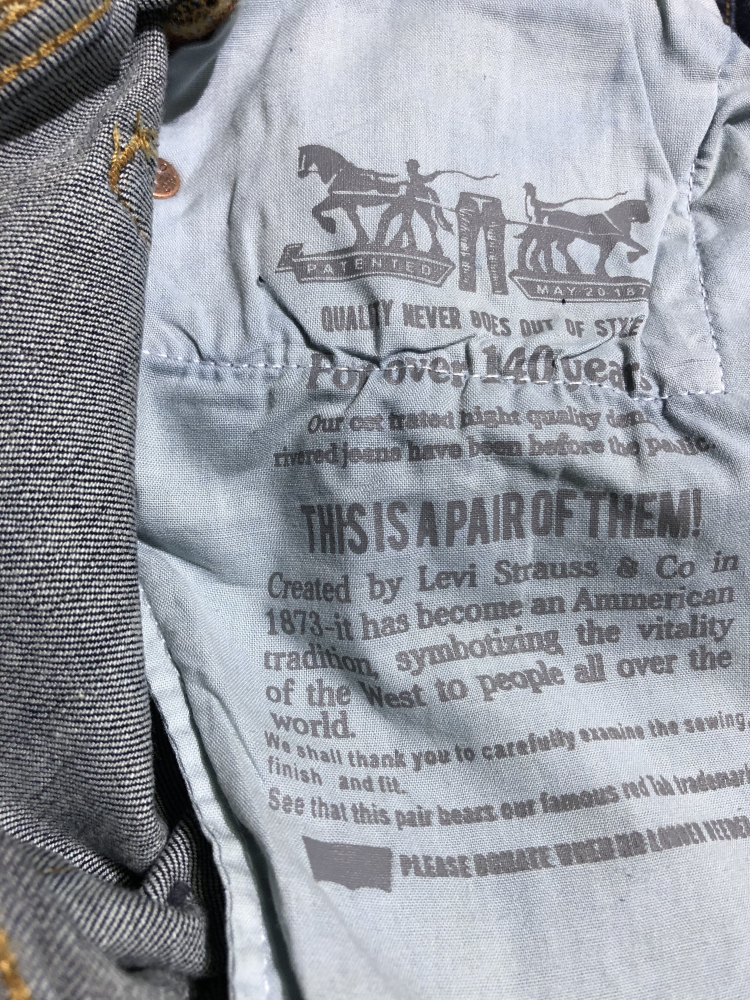 PATENTED
MAY 20 187
QUALITY NEVER GOES OUT OF STYLE
For over 140 years
Our hight quality
jeans have been before the
THIS IS A PAIR OF THEM!
Created by Levi Strauss & Co in
1873-it has become an Ammerican
tradition, symbotizing the vitality
of the West to people all over the
world.
We shall thank you to carefully examine the sewing,
finish and fit.
See that this pair bears our famous red Tab trademark
PLEASE DONATE WHEN NO LONGER NEEDED